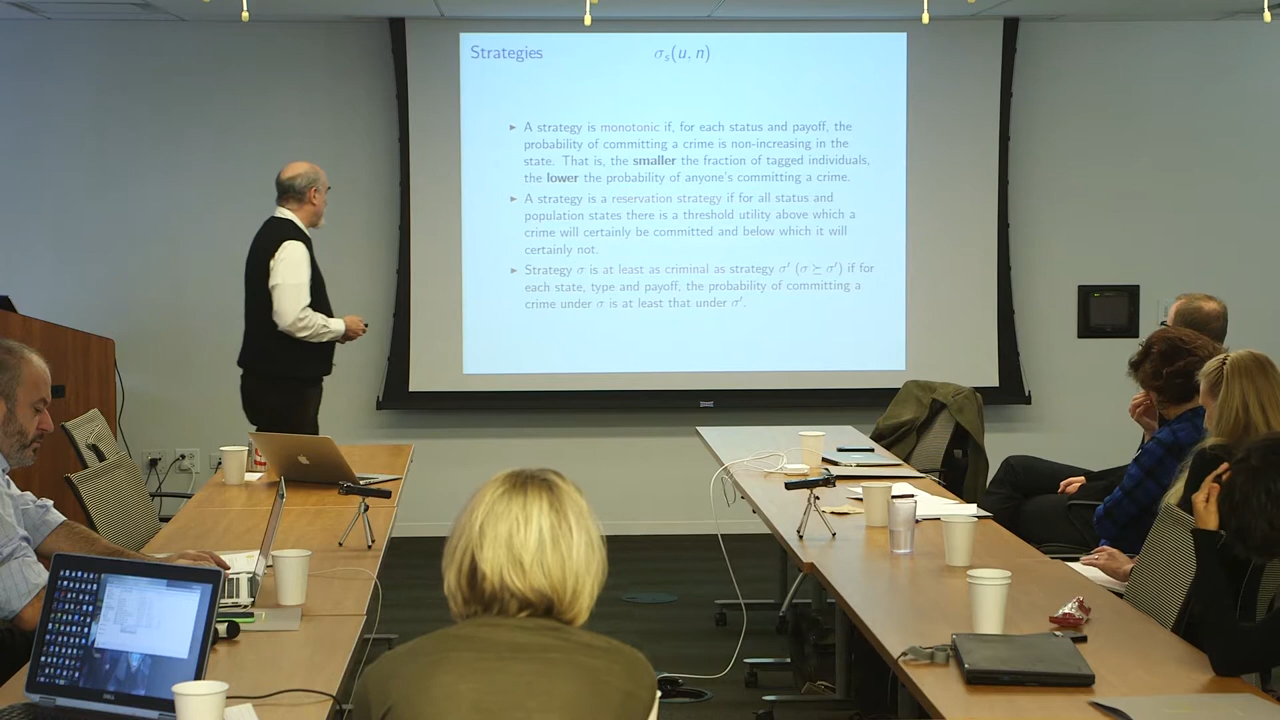 Strategies σₛ(u, n)
▸ A strategy is monotonic if, for each status and payoff, the
probability of committing a crime is non-increasing in the
state. That is, the smaller the fraction of tagged individuals,
the lower the probability of anyone's committing a crime.
▸ A strategy is a reservation strategy if for all status and
population states there is a threshold utility above which a
crime will certainly be committed and below which it will
certainly not.
▸ Strategy σ is at least as criminal as strategy σ′ (σ ⪰ σ′) if for
each state, type and payoff, the probability of committing a
crime under σ is at least that under σ′.
DELL